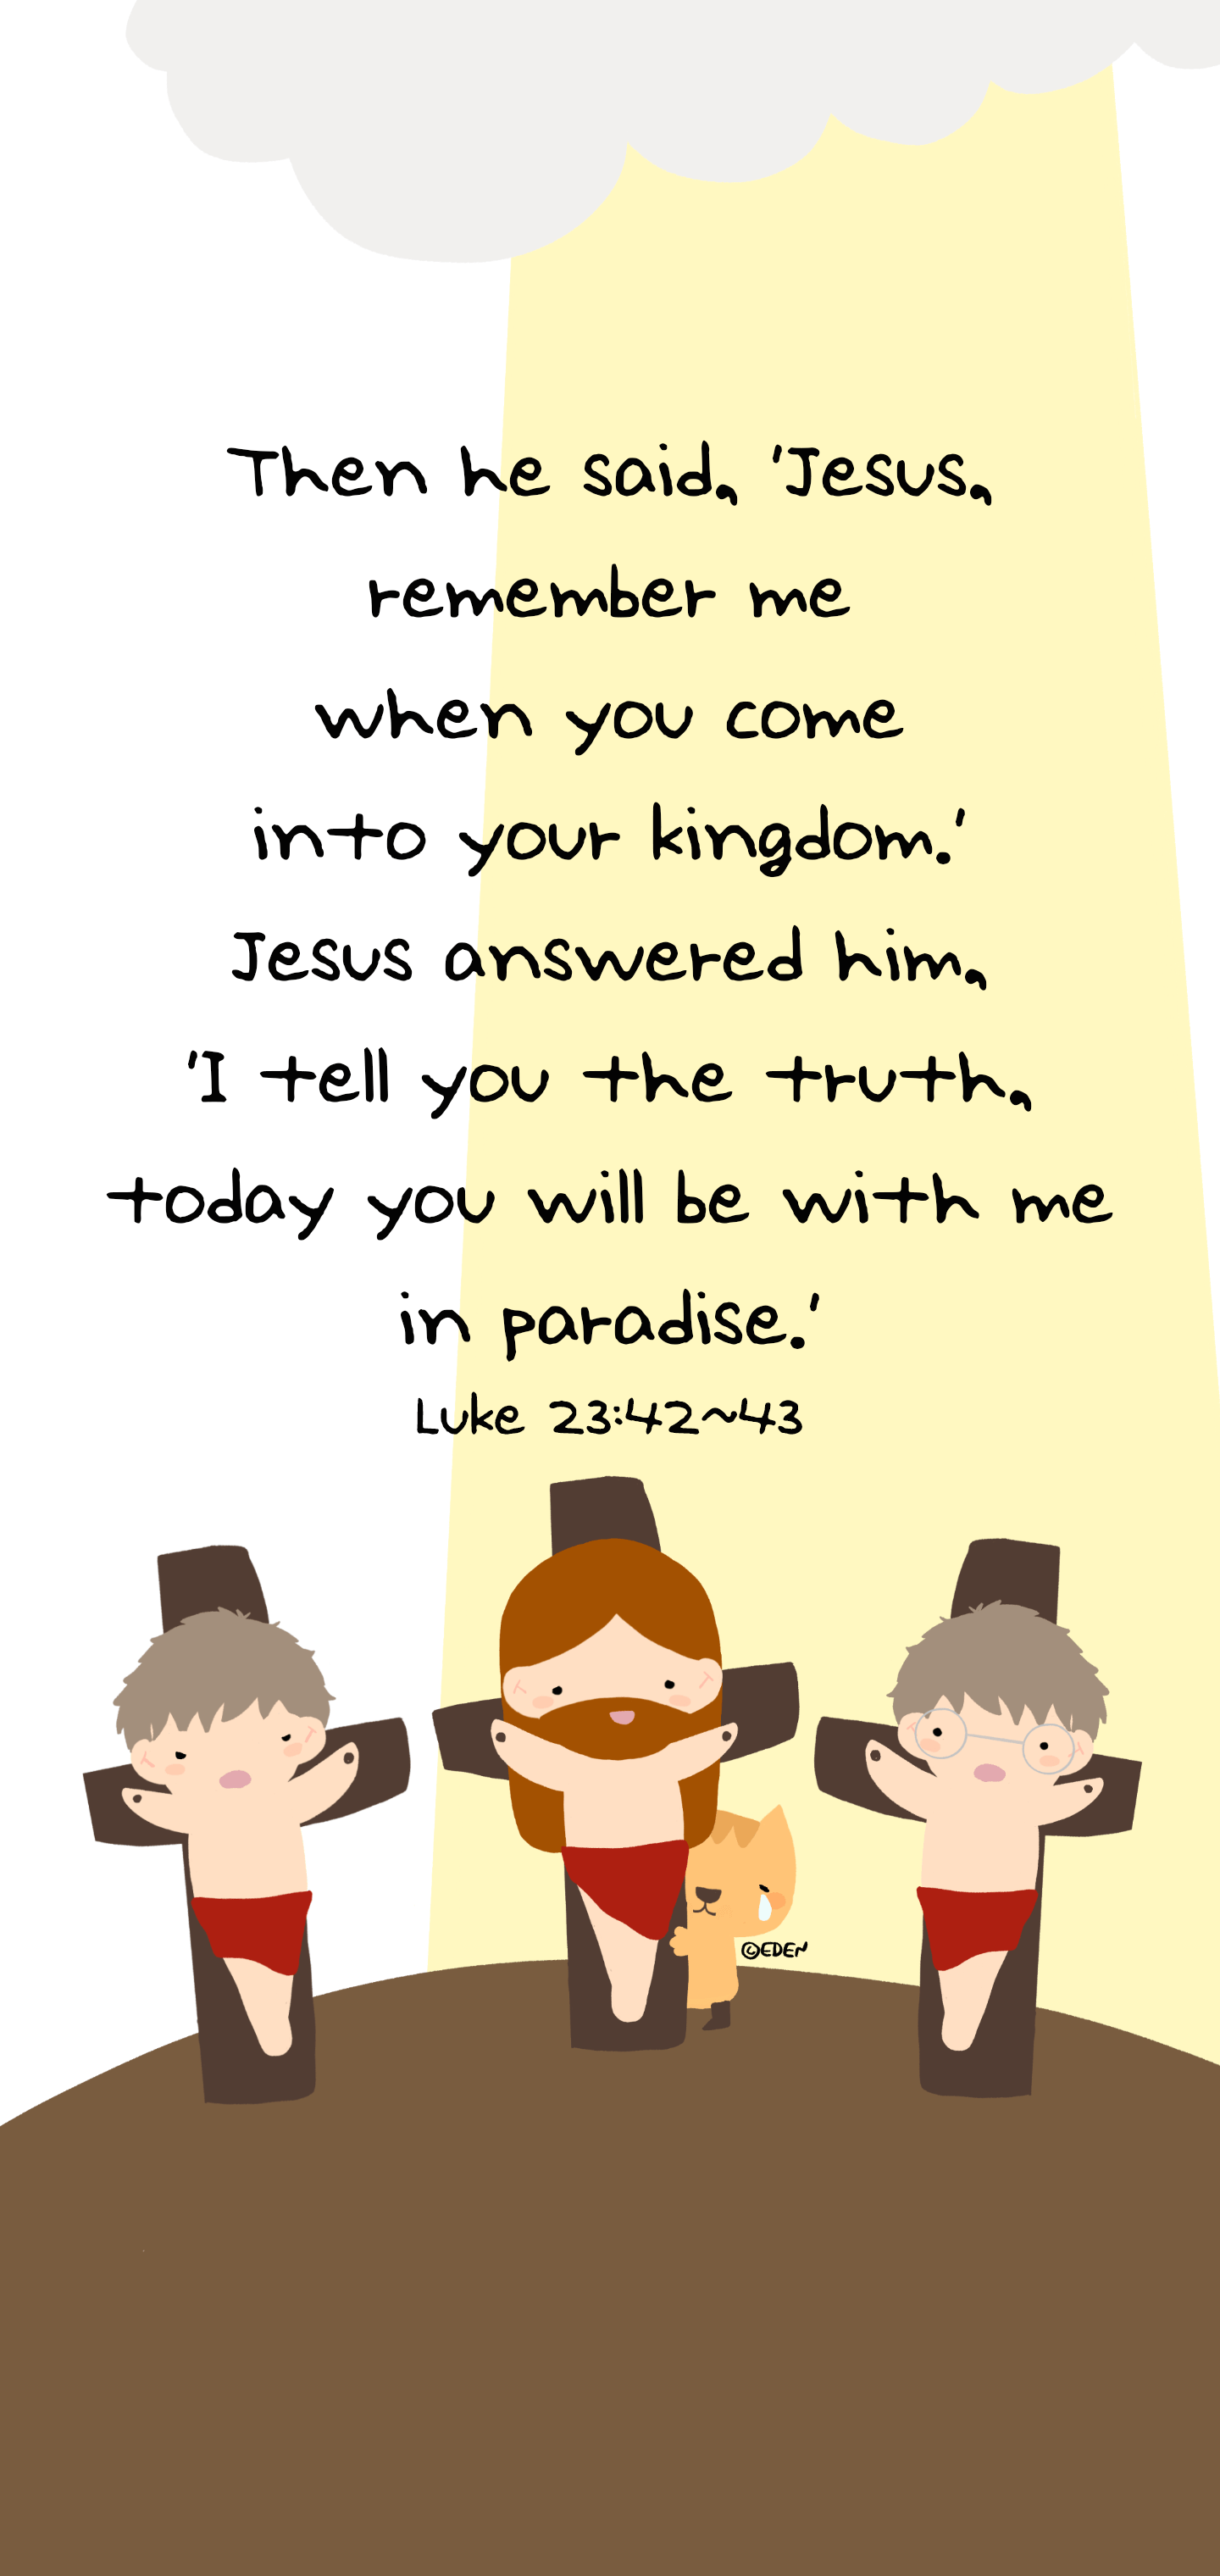 Then he said, 'Jesus,
remember me
when you come
into your kingdom.'
Jesus answered him,
'I tell you the truth,
today you will be with me
in paradise.'
Luke 23:42~43
©EDEN